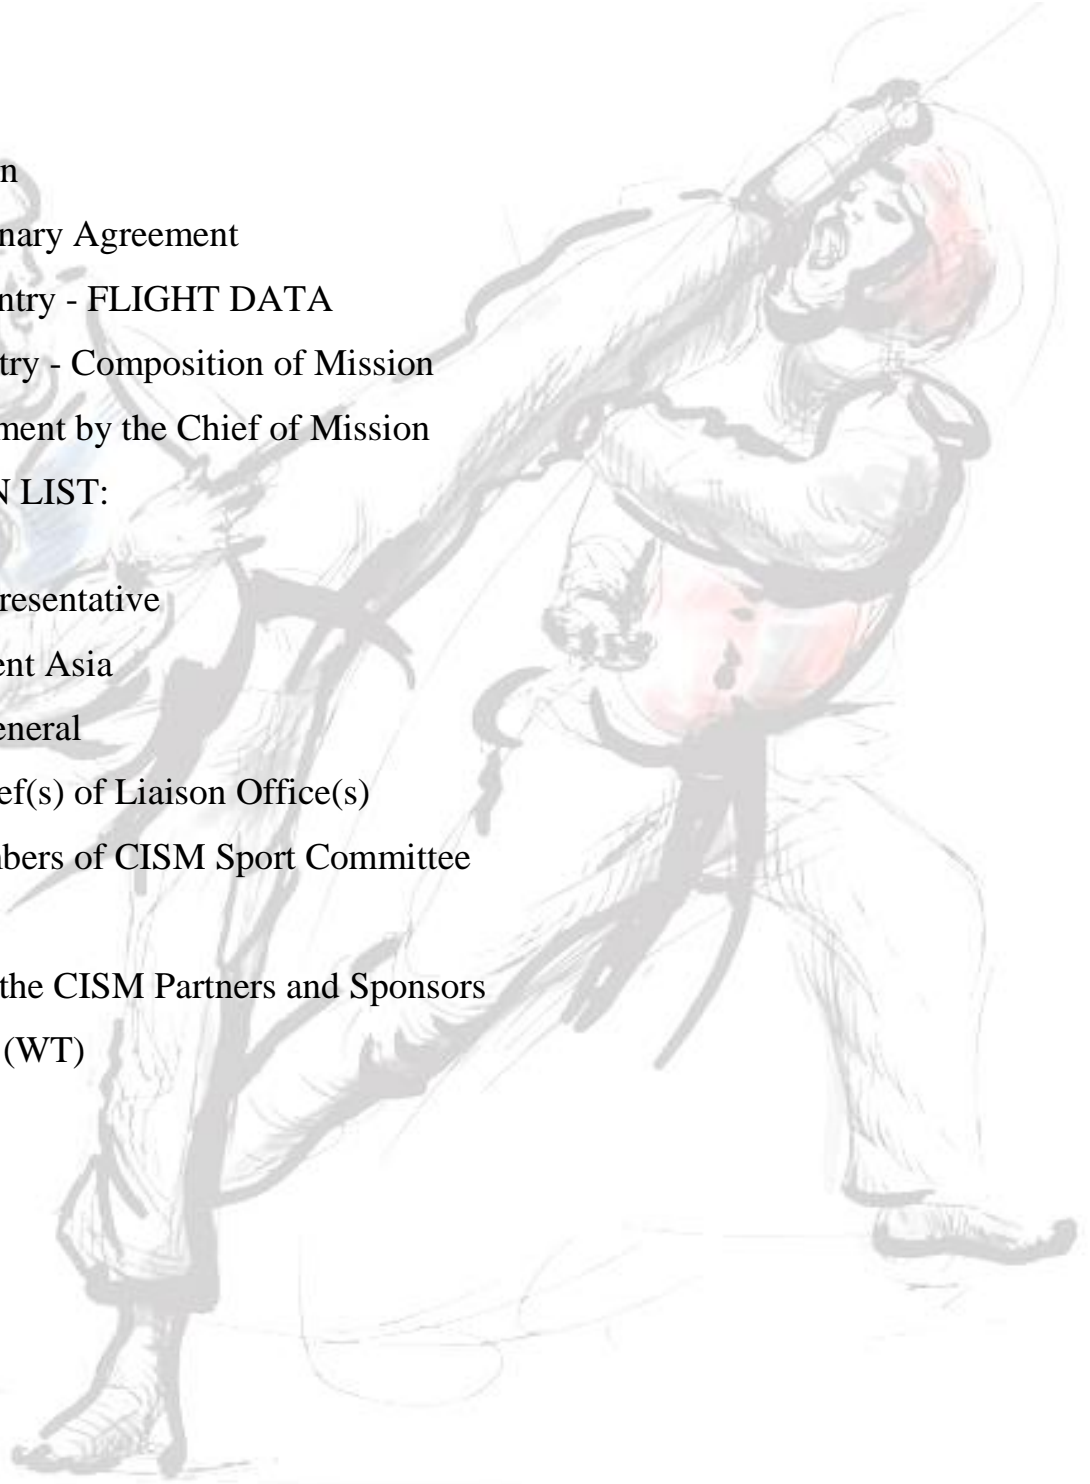 n
nary Agreement
ntry - FLIGHT DATA
try - Composition of Mission
ment by the Chief of Mission
N LIST:
resentative
ent Asia
eneral
ef(s) of Liaison Office(s)
nbers of CISM Sport Committee
the CISM Partners and Sponsors
(WT)